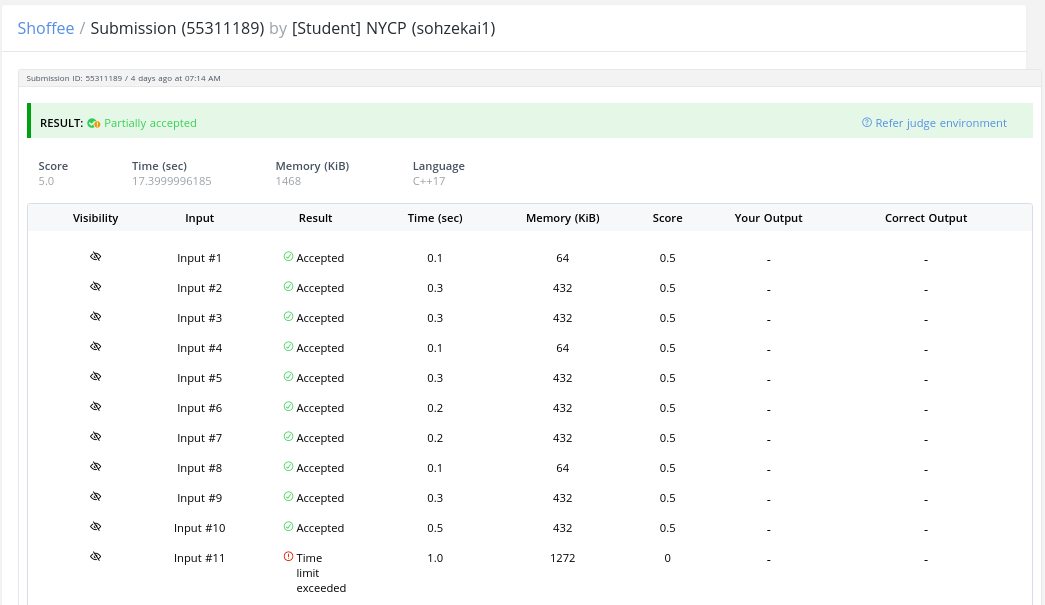 Shoffee / Submission (55311189) by [Student] NYCP (sohzekai1)
Submission ID: 55311189 / 4 days ago at 07:14 AM
RESULT: Partially accepted Refer judge environment
Score Time (sec) Memory (KiB) Language
5.0 17.3999996185 1468 C++17
Visibility Input Result Time (sec) Memory (KiB) Score Your Output Correct Output
Input #1 Accepted 0.1 64 0.5 - -
Input #2 Accepted 0.3 432 0.5 - -
Input #3 Accepted 0.3 432 0.5 - -
Input #4 Accepted 0.1 64 0.5 - -
Input #5 Accepted 0.3 432 0.5 - -
Input #6 Accepted 0.2 432 0.5 - -
Input #7 Accepted 0.2 432 0.5 - -
Input #8 Accepted 0.1 64 0.5 - -
Input #9 Accepted 0.3 432 0.5 - -
Input #10 Accepted 0.5 432 0.5 - -
Input #11 Time 1.0 1272 0 - -
limit
exceeded